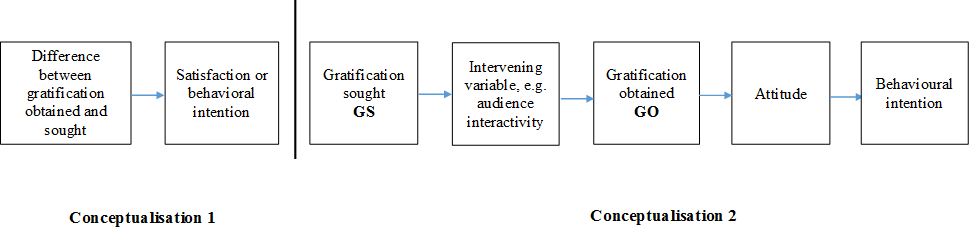 Difference
between
gratification
obtained and
sought
Satisfaction or
behavioral
intention
Gratification
sought
GS
Intervening
variable, e.g.
audience
interactivity
Gratification
obtained
GO
Attitude
Behavioural
intention
Conceptualisation 1
Conceptualisation 2